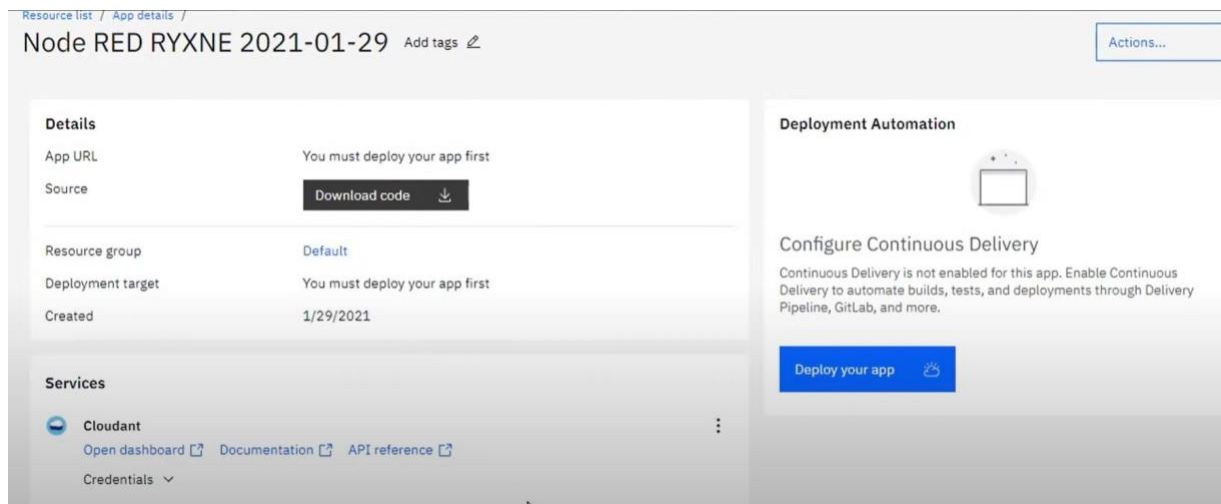 Resource list / App details /
Node RED RYXNE 2021-01-29 Add tags
Actions...
Details
App URL You must deploy your app first
Source Download code
Resource group Default
Deployment target You must deploy your app first
Created 1/29/2021
Services
Cloudant
Open dashboard Documentation API reference
Credentials
Deployment Automation
Configure Continuous Delivery
Continuous Delivery is not enabled for this app. Enable Continuous
Delivery to automate builds, tests, and deployments through Delivery
Pipeline, GitLab, and more.
Deploy your app